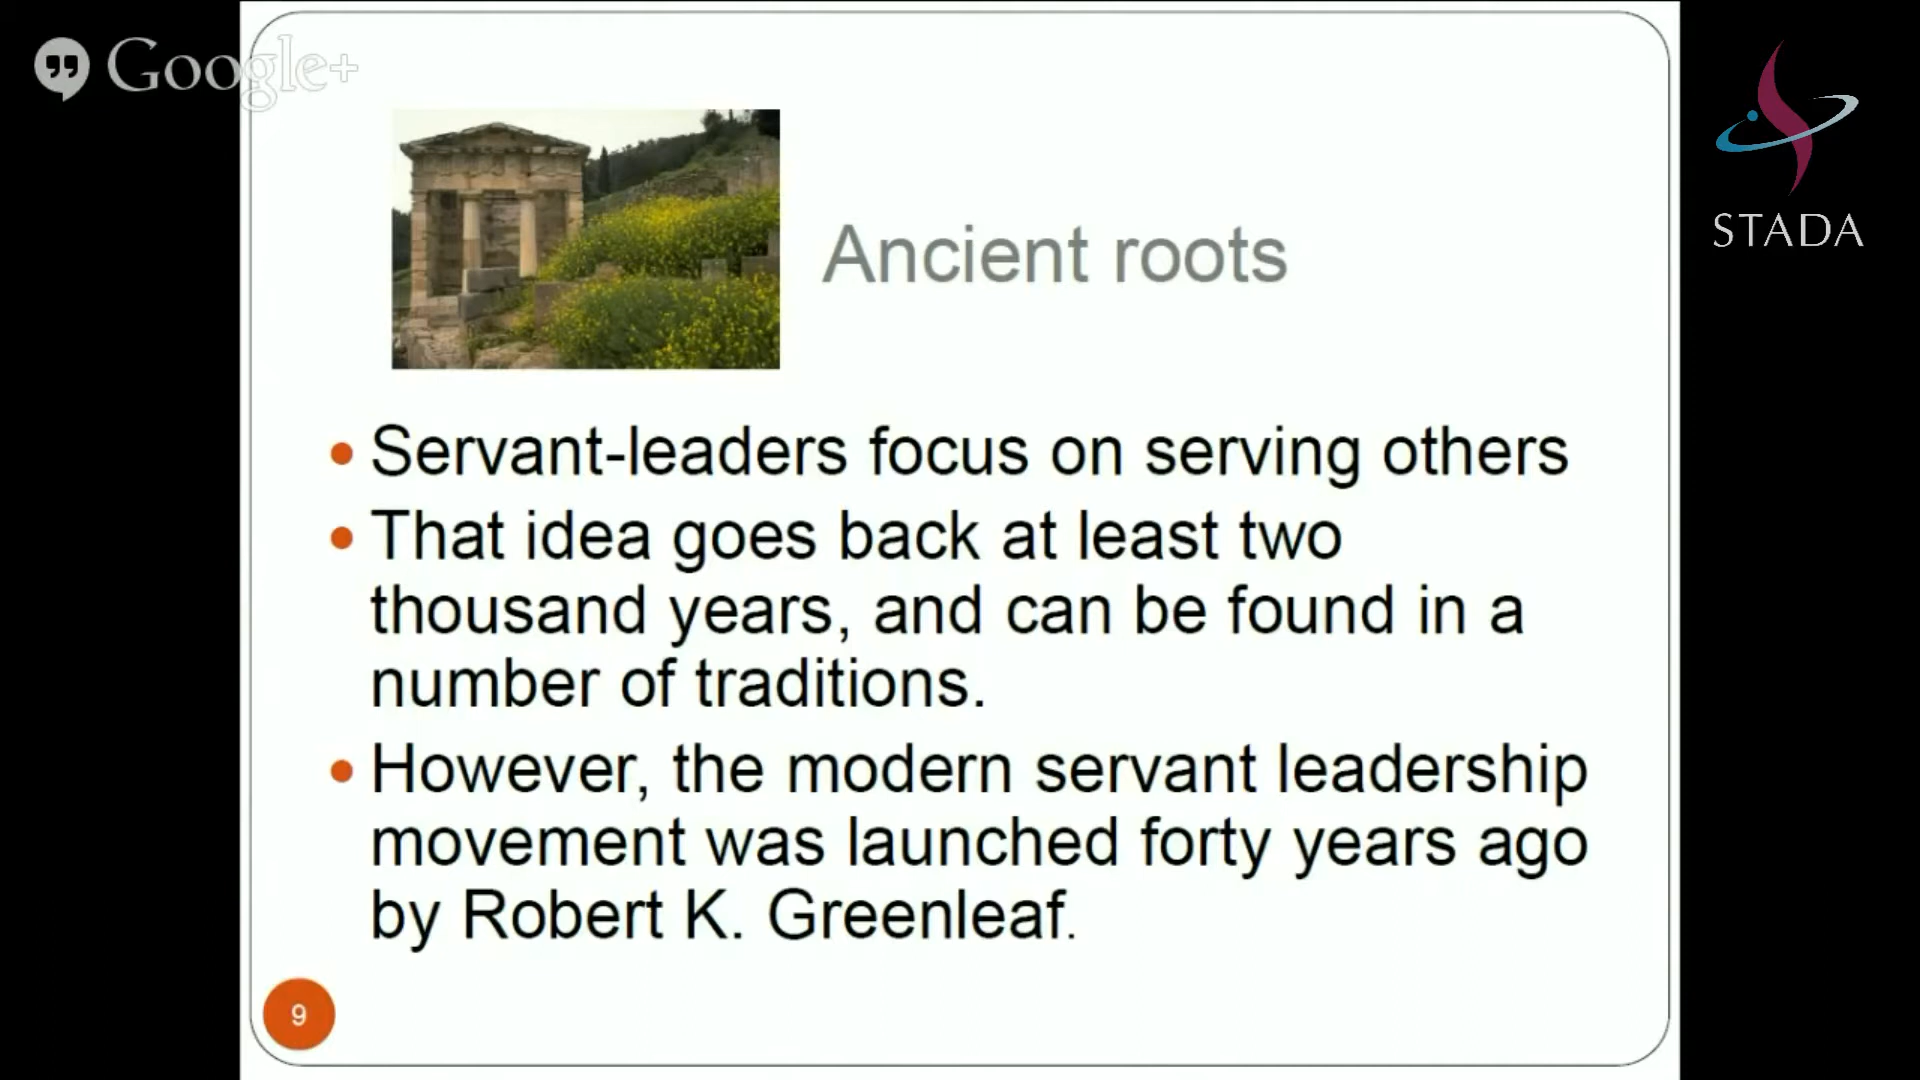 Google+
STADA
Ancient roots
Servant-leaders focus on serving others
That idea goes back at least two
thousand years, and can be found in a
number of traditions.
However, the modern servant leadership
movement was launched forty years ago
by Robert K. Greenleaf.
9